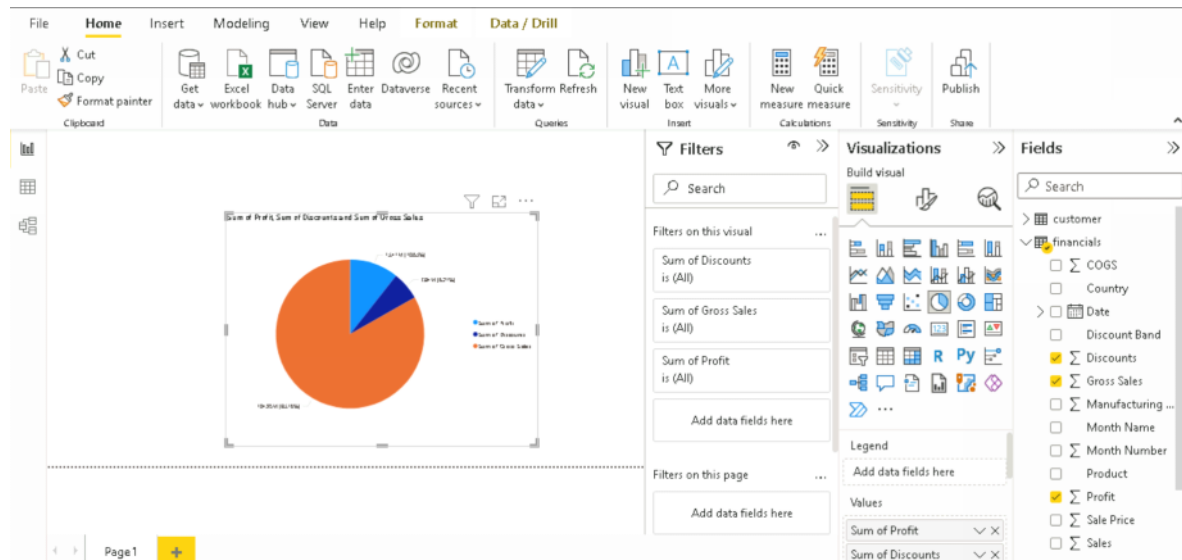 File Home Insert Modeling View Help Format Data / Drill
Paste
Cut
Copy
Format painter
Clipboard
Get data
Excel workbook
Data hub
SQL Server
Enter data
Dataverse
Recent sources
Data
Transform data
Refresh
Queries
New visual
Text box
More visuals
Insert
New measure
Quick measure
Calculations
Sensitivity
Sensitivity
Publish
Share
Sum of Profit, Sum of Discounts and Sum of Gross Sales
Sum of Profit
Sum of Discounts
Sum of Gross Sales
Page 1
Filters
Search
Filters on this visual
Sum of Discounts
is (All)
Sum of Gross Sales
is (All)
Sum of Profit
is (All)
Add data fields here
Filters on this page
Add data fields here
Visualizations
Build visual
123
R Py
Legend
Add data fields here
Values
Sum of Profit
Sum of Discounts
Fields
Search
customer
financials
COGS
Country
Date
Discount Band
Discounts
Gross Sales
Manufacturing ...
Month Name
Month Number
Product
Profit
Sale Price
Sales